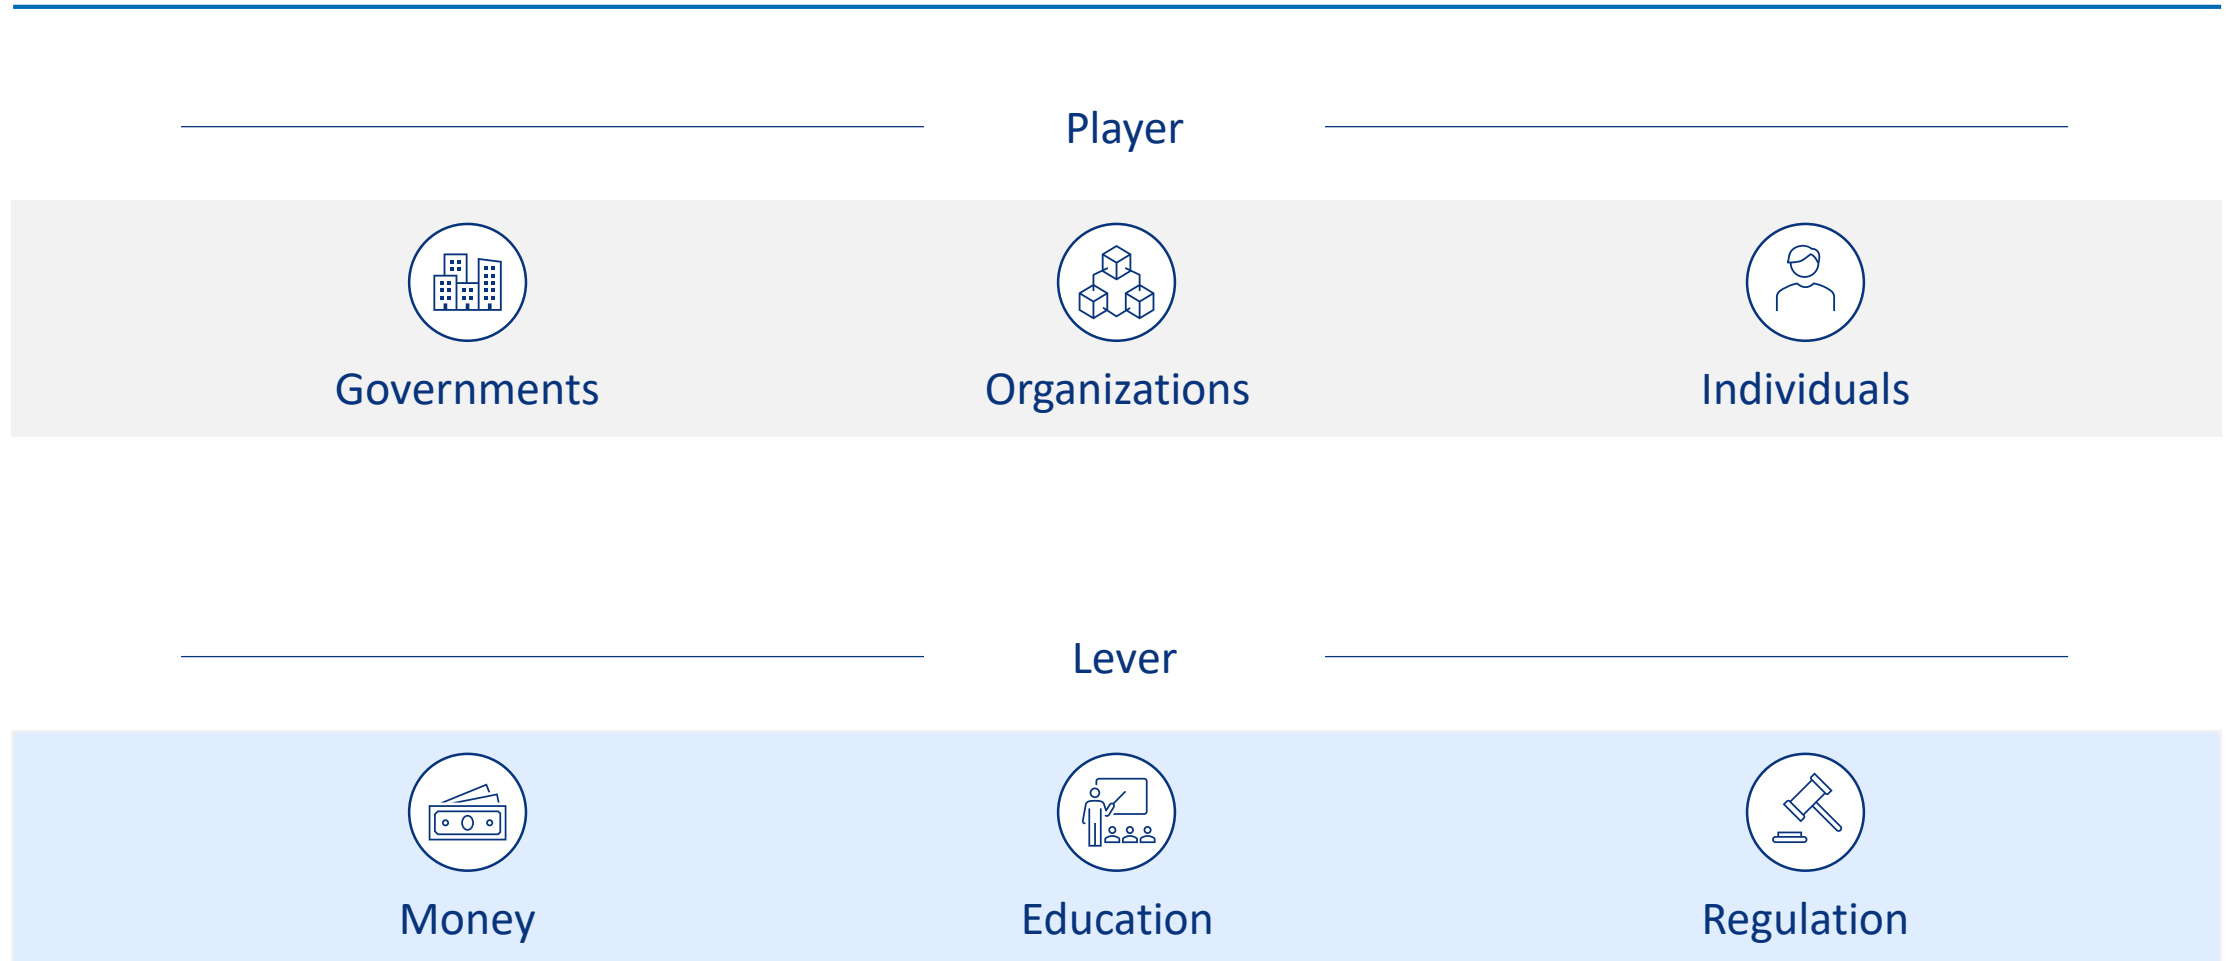 Player
Governments Organizations Individuals
Lever
Money Education Regulation